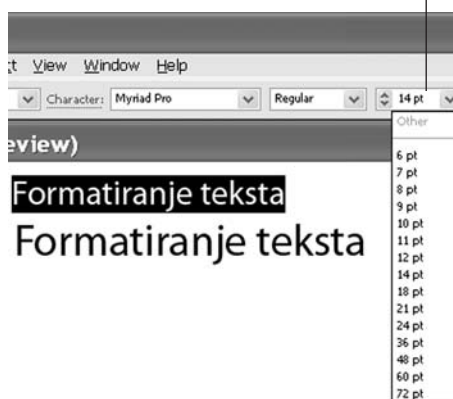 View Window Help
Character: Myriad Pro Regular 14 pt
eview)
Other
6 pt
7 pt
8 pt
9 pt
10 pt
11 pt
12 pt
14 pt
18 pt
21 pt
24 pt
36 pt
48 pt
60 pt
72 pt
Formatiranje teksta
Formatiranje teksta